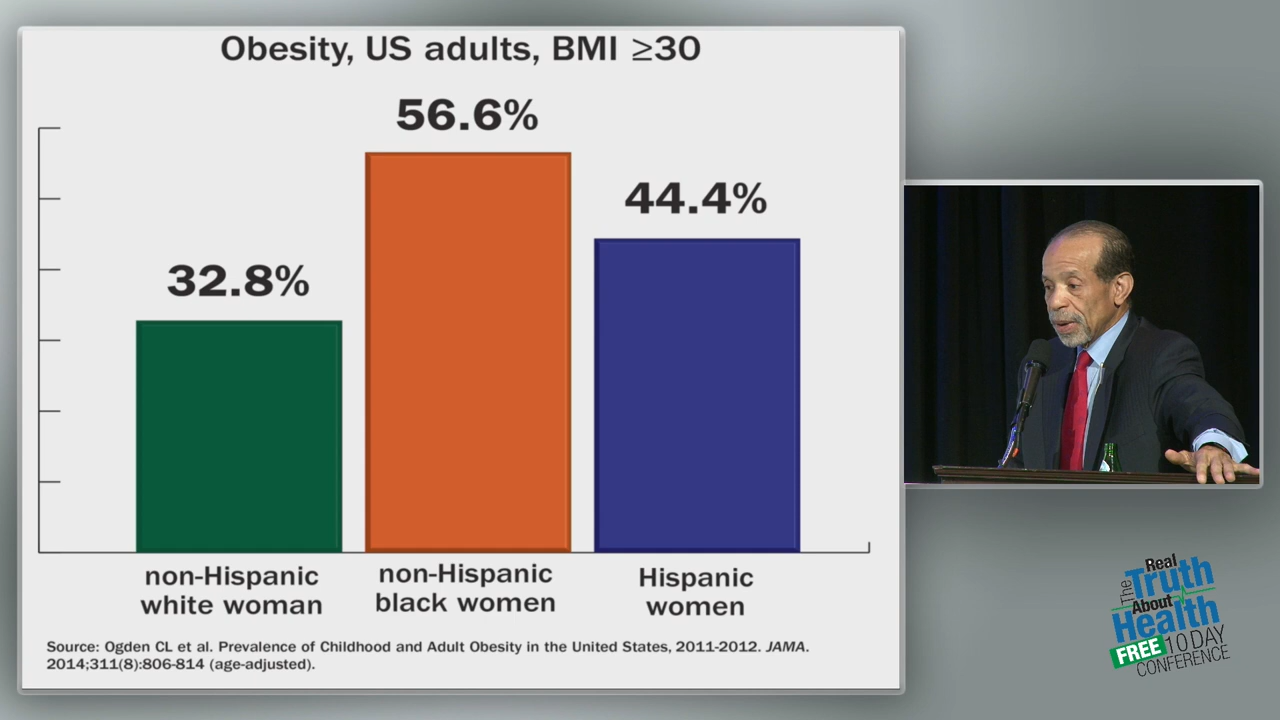 Obesity, US adults, BMI ≥30
56.6%
44.4%
32.8%
non-Hispanic
white woman
non-Hispanic
black women
Hispanic
women
Source: Ogden CL et al. Prevalence of Childhood and Adult Obesity in the United States, 2011-2012. JAMA.
2014;311(8):806-814 (age-adjusted).
The Real
Truth
About
Health
FREE 10 DAY
CONFERENCE